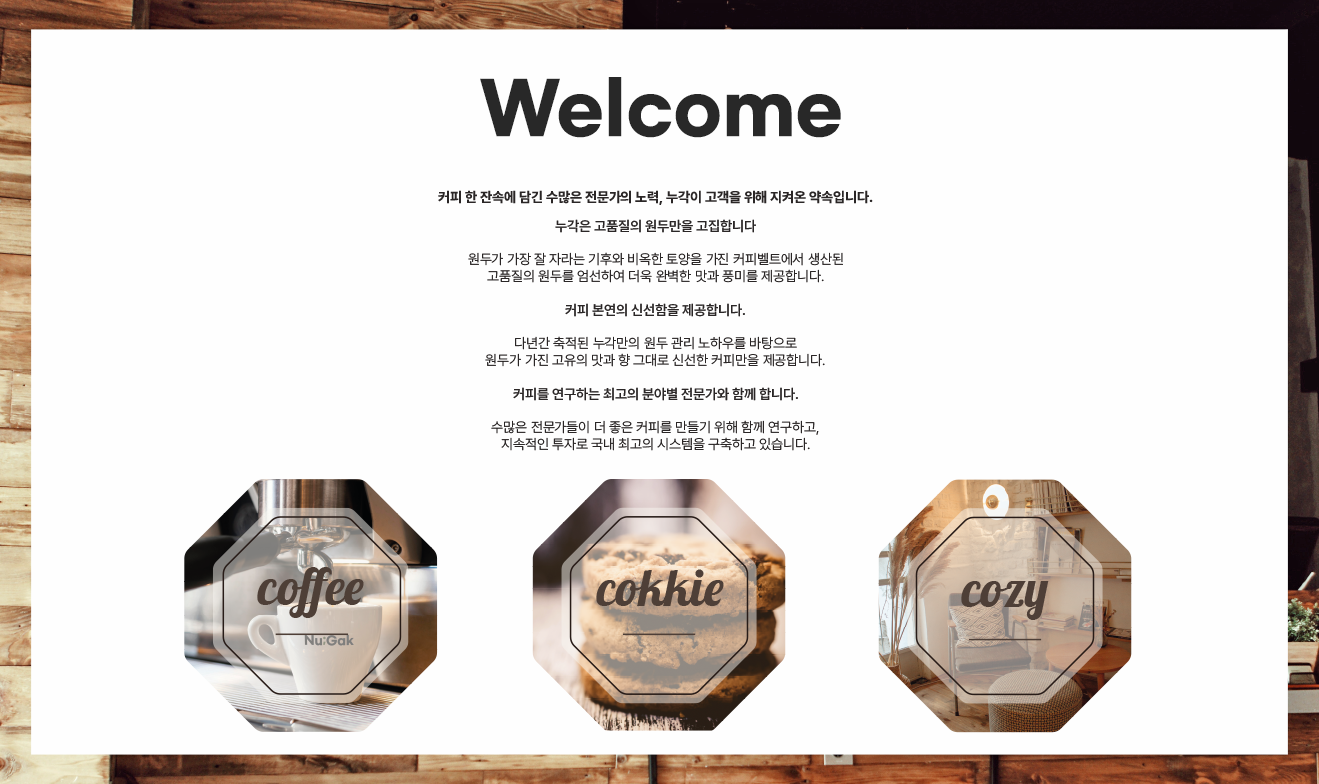 Welcome
커피 한 잔속에 담긴 수많은 전문가의 노력, 누각이 고객을 위해 지켜온 약속입니다.
누각은 고품질의 원두만을 고집합니다
원두가 가장 잘 자라는 기후와 비옥한 토양을 가진 커피벨트에서 생산된
고품질의 원두를 엄선하여 더욱 완벽한 맛과 풍미를 제공합니다.
커피 본연의 신선함을 제공합니다.
다년간 축적된 누각만의 원두 관리 노하우를 바탕으로
원두가 가진 고유의 맛과 향 그대로 신선한 커피만을 제공합니다.
커피를 연구하는 최고의 분야별 전문가와 함께 합니다.
수많은 전문가들이 더 좋은 커피를 만들기 위해 함께 연구하고,
지속적인 투자로 국내 최고의 시스템을 구축하고 있습니다.
coffee
Nu:Gak
cokkie
cozy